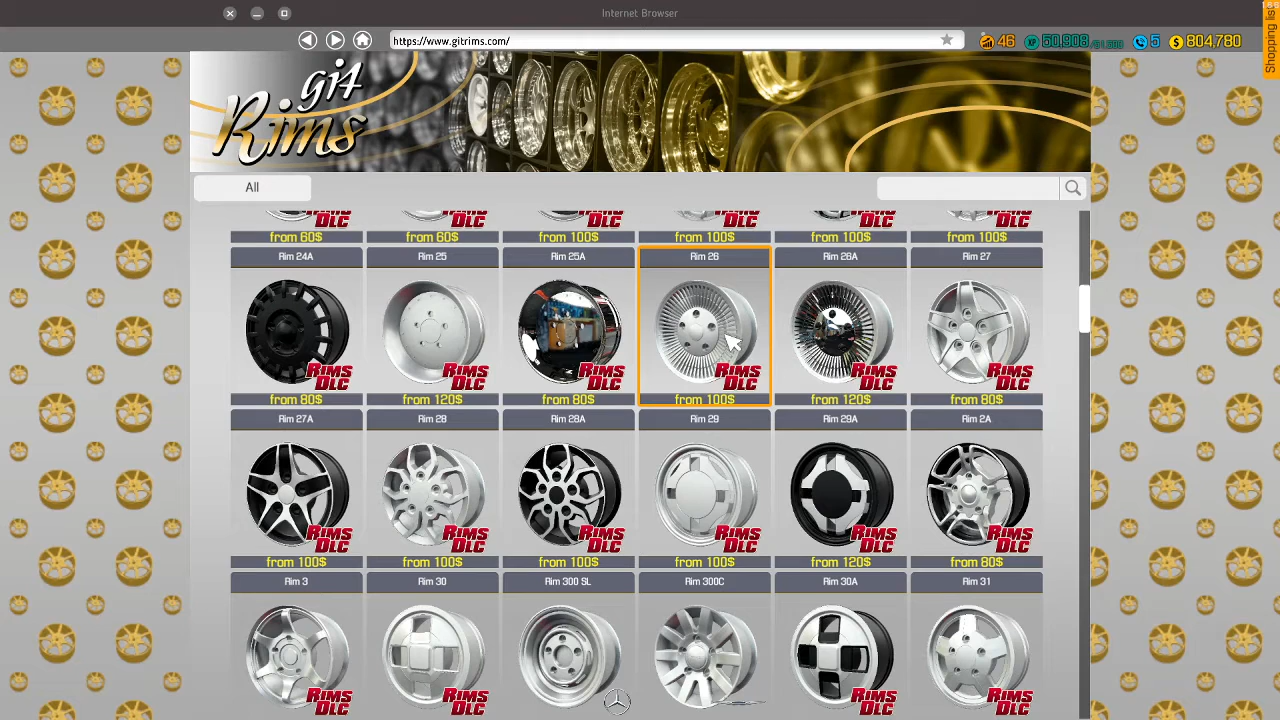 Internet Browser
https://www.gitrims.com/
46
50,908
5
804,780
Shopping list
gi4
Rims
All
from 60$ from 60$ from 100$ from 100$ from 100$ from 100$
Rim 24A Rim 25 Rim 25A Rim 26 Rim 26A Rim 27
RIMS DLC RIMS DLC RIMS DLC RIMS DLC RIMS DLC RIMS DLC
from 80$ from 120$ from 80$ from 100$ from 120$ from 80$
Rim 27A Rim 28 Rim 28A Rim 29 Rim 29A Rim 2A
RIMS DLC RIMS DLC RIMS DLC RIMS DLC RIMS DLC RIMS DLC
from 100$ from 100$ from 100$ from 100$ from 120$ from 80$
Rim 3 Rim 30 Rim 300 SL Rim 300C Rim 30A Rim 31
RIMS DLC RIMS DLC RIMS DLC RIMS DLC